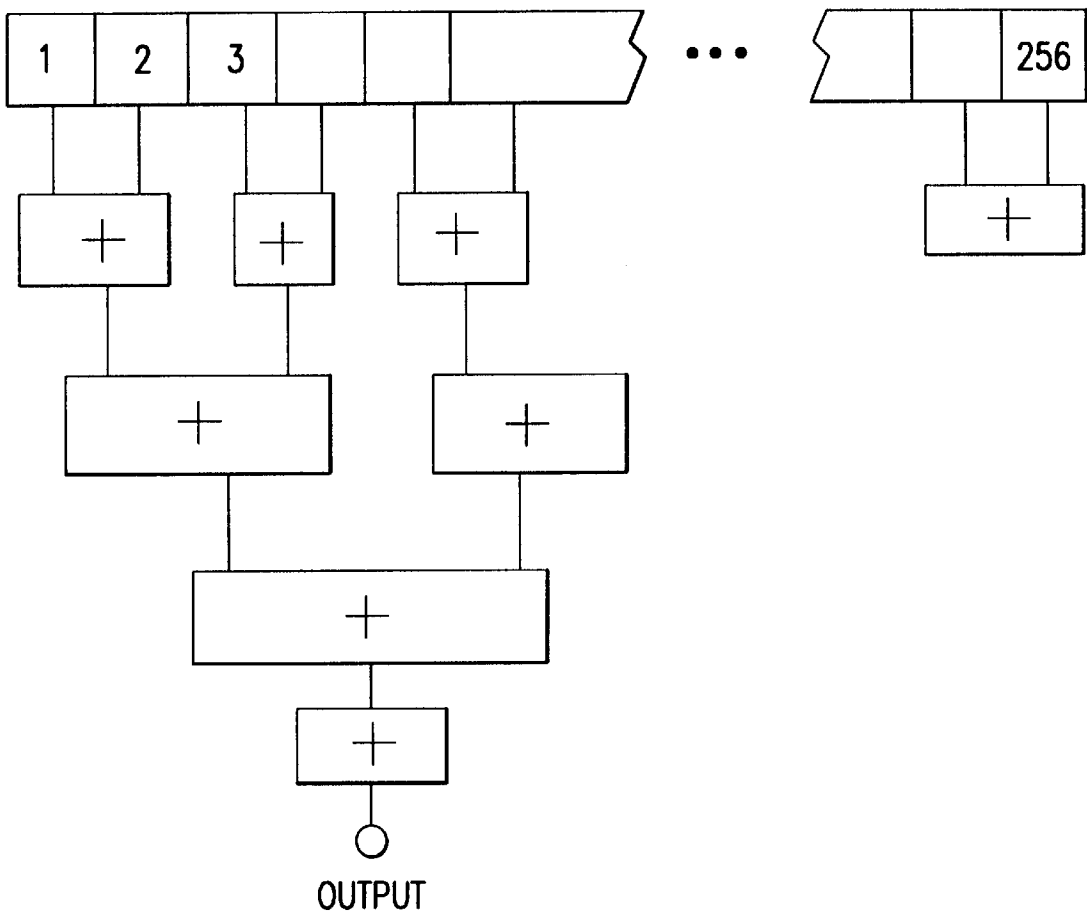 1 2 3 ••• 256
+ + + +
+ +
+
+
OUTPUT